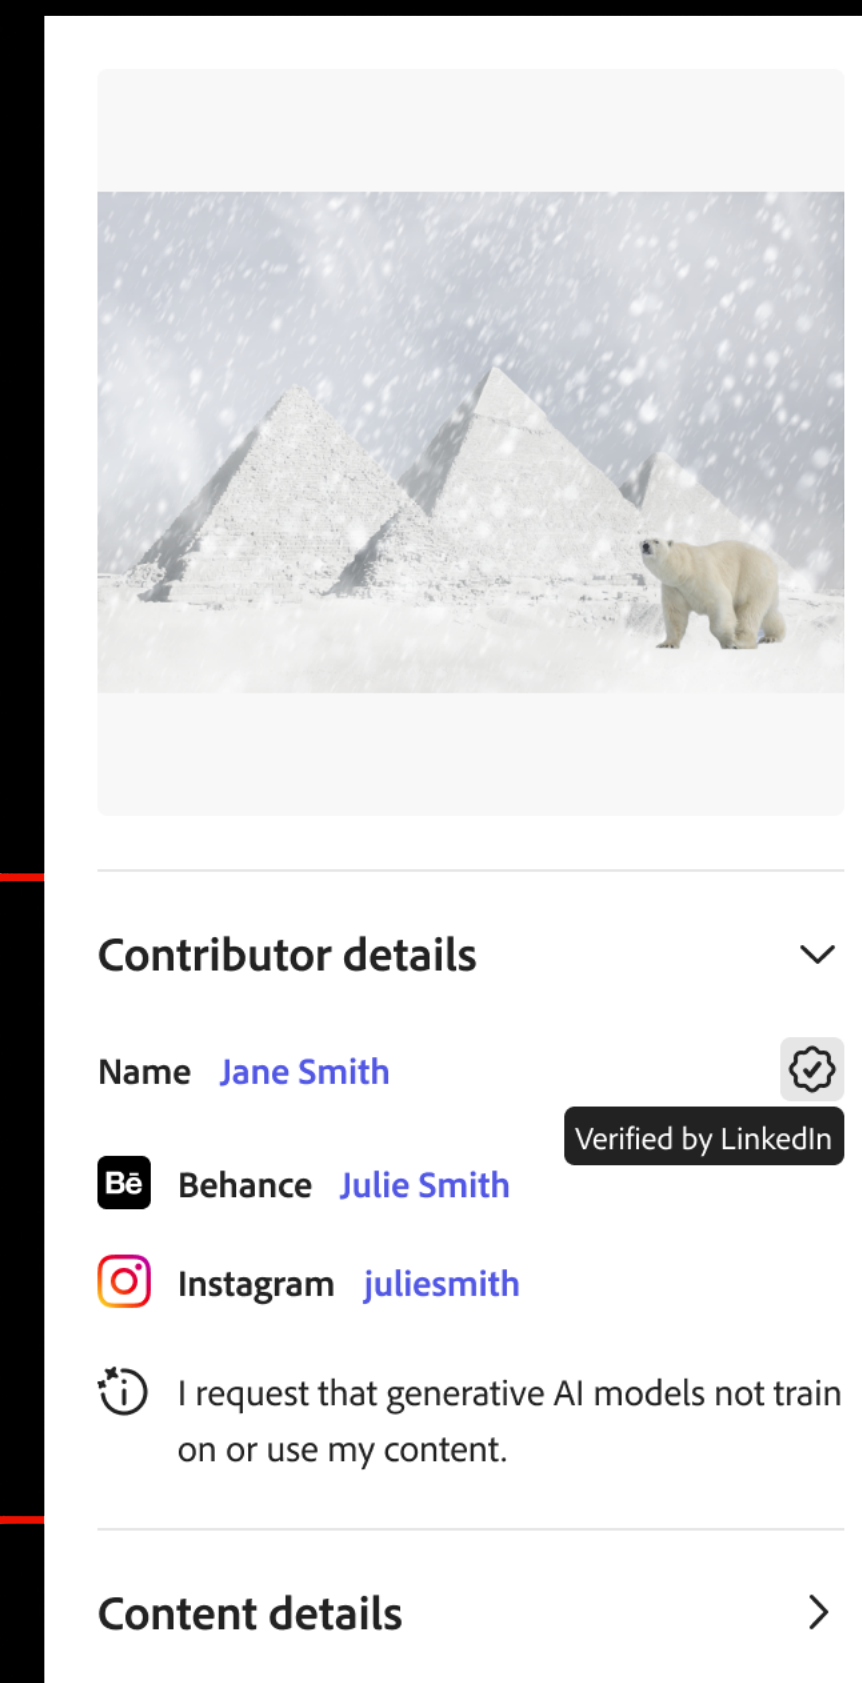 Contributor details
Name Jane Smith
Verified by LinkedIn
Bē Behance Julie Smith
Instagram juliesmith
I request that generative AI models not train
on or use my content.
Content details